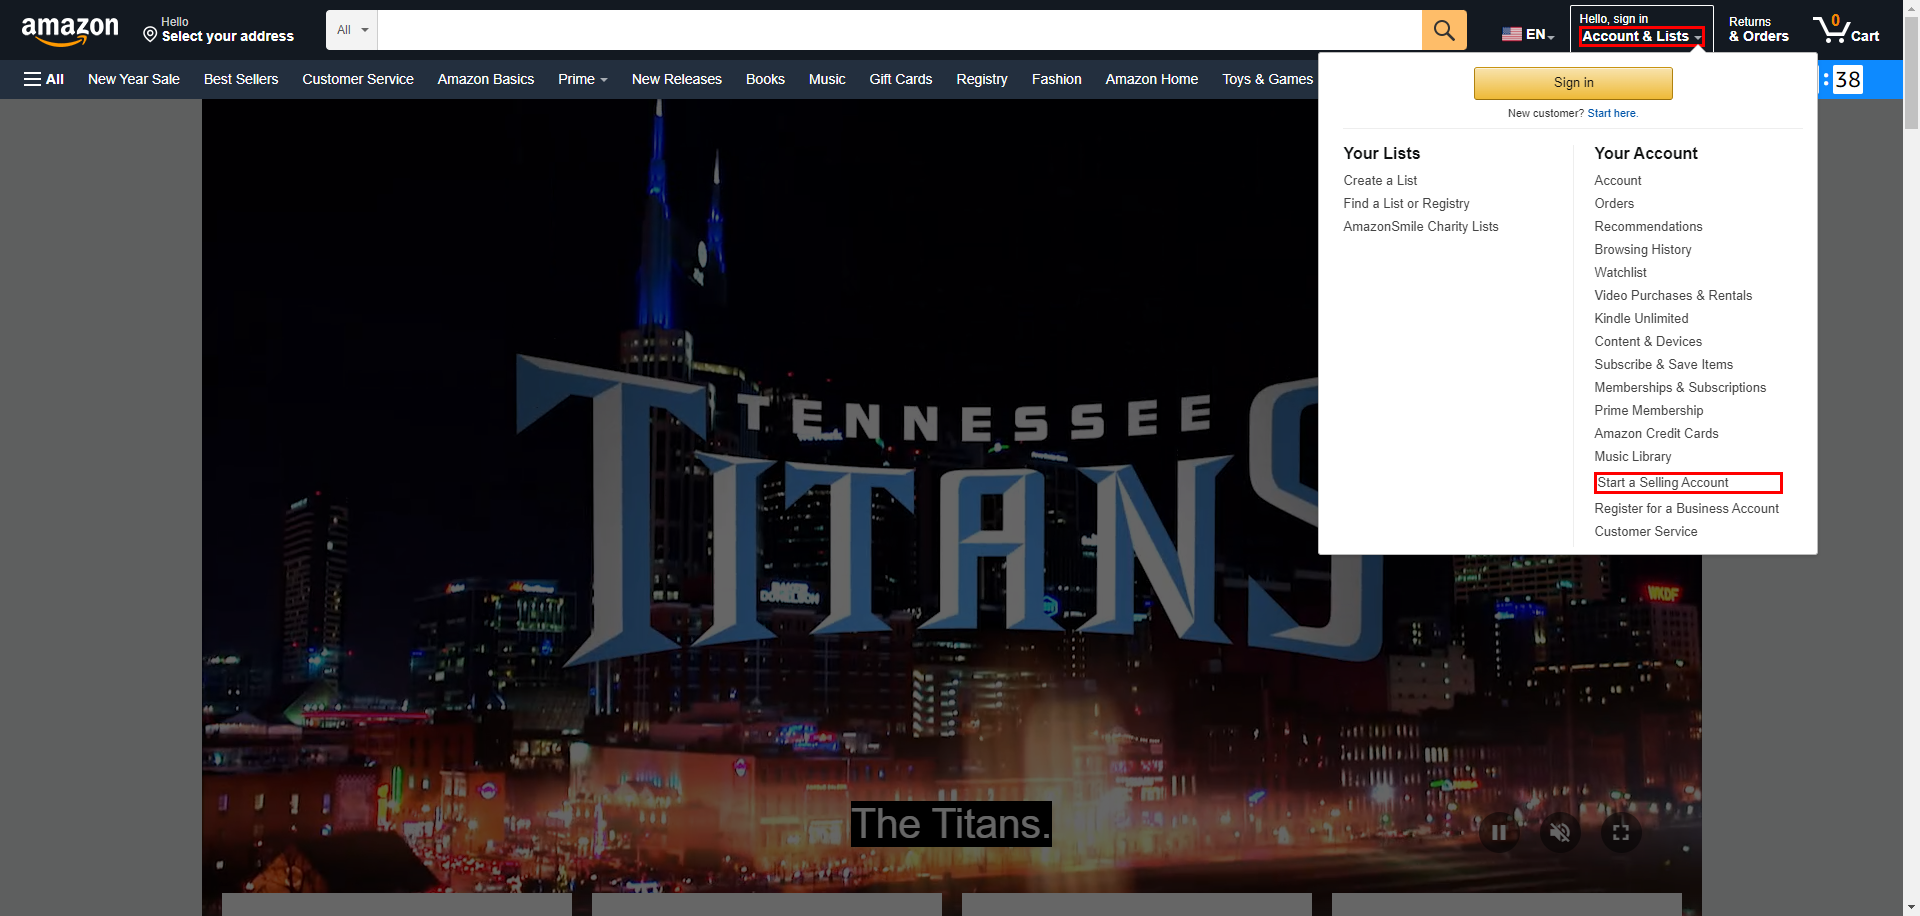 amazon
Hello
Select your address
All
EN
Hello, sign in
Account & Lists
Returns
& Orders
0
Cart
All
New Year Sale
Best Sellers
Customer Service
Amazon Basics
Prime
New Releases
Books
Music
Gift Cards
Registry
Fashion
Amazon Home
Toys & Games
: 38
Sign in
New customer? Start here.
Your Lists
Create a List
Find a List or Registry
AmazonSmile Charity Lists
Your Account
Account
Orders
Recommendations
Browsing History
Watchlist
Video Purchases & Rentals
Kindle Unlimited
Content & Devices
Subscribe & Save Items
Memberships & Subscriptions
Prime Membership
Amazon Credit Cards
Music Library
Start a Selling Account
Register for a Business Account
Customer Service
TENNESSEE
TITANS
BAKER
DONELSON
WKDF
The Titans.